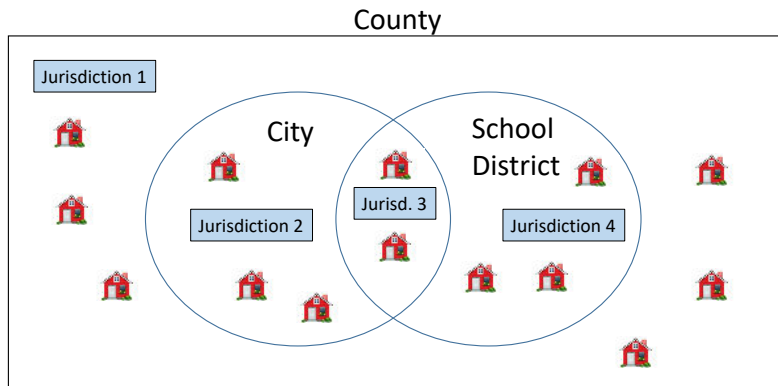 County
Jurisdiction 1
City
School
District
Jurisd. 3
Jurisdiction 2
Jurisdiction 4